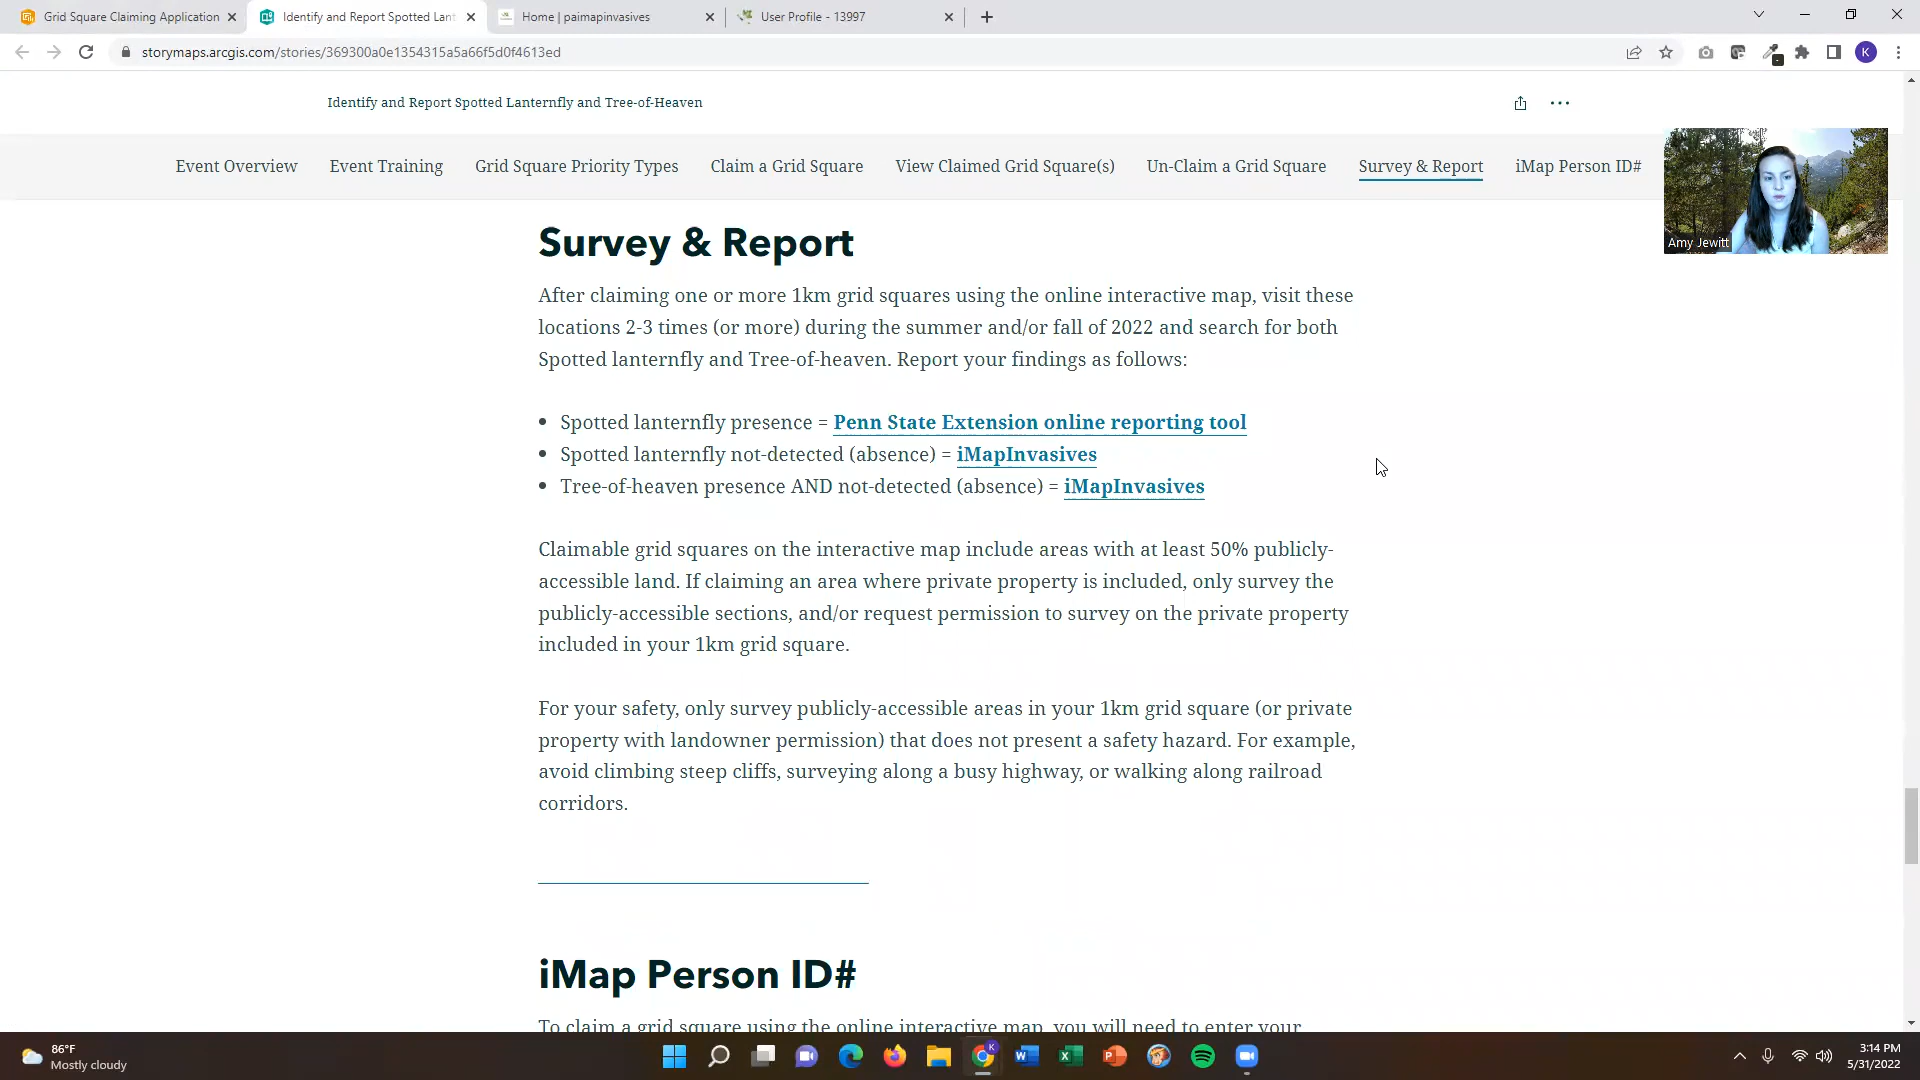 Grid Square Claiming Application
Identify and Report Spotted Lant
Home | paimapinvasives
User Profile - 13997
storymaps.arcgis.com/stories/369300a0e1354315a5a66f5d0f4613ed
K
Identify and Report Spotted Lanternfly and Tree-of-Heaven
Event Overview
Event Training
Grid Square Priority Types
Claim a Grid Square
View Claimed Grid Square(s)
Un-Claim a Grid Square
Survey & Report
iMap Person ID#
Amy Jewitt
Survey & Report
After claiming one or more 1km grid squares using the online interactive map, visit these
locations 2-3 times (or more) during the summer and/or fall of 2022 and search for both
Spotted lanternfly and Tree-of-heaven. Report your findings as follows:
• Spotted lanternfly presence = Penn State Extension online reporting tool
• Spotted lanternfly not-detected (absence) = iMapInvasives
• Tree-of-heaven presence AND not-detected (absence) = iMapInvasives
Claimable grid squares on the interactive map include areas with at least 50% publicly-
accessible land. If claiming an area where private property is included, only survey the
publicly-accessible sections, and/or request permission to survey on the private property
included in your 1km grid square.
For your safety, only survey publicly-accessible areas in your 1km grid square (or private
property with landowner permission) that does not present a safety hazard. For example,
avoid climbing steep cliffs, surveying along a busy highway, or walking along railroad
corridors.
iMap Person ID#
To claim a grid square using the online interactive map, you will need to enter your
86°F
Mostly cloudy
3:14 PM
5/31/2022